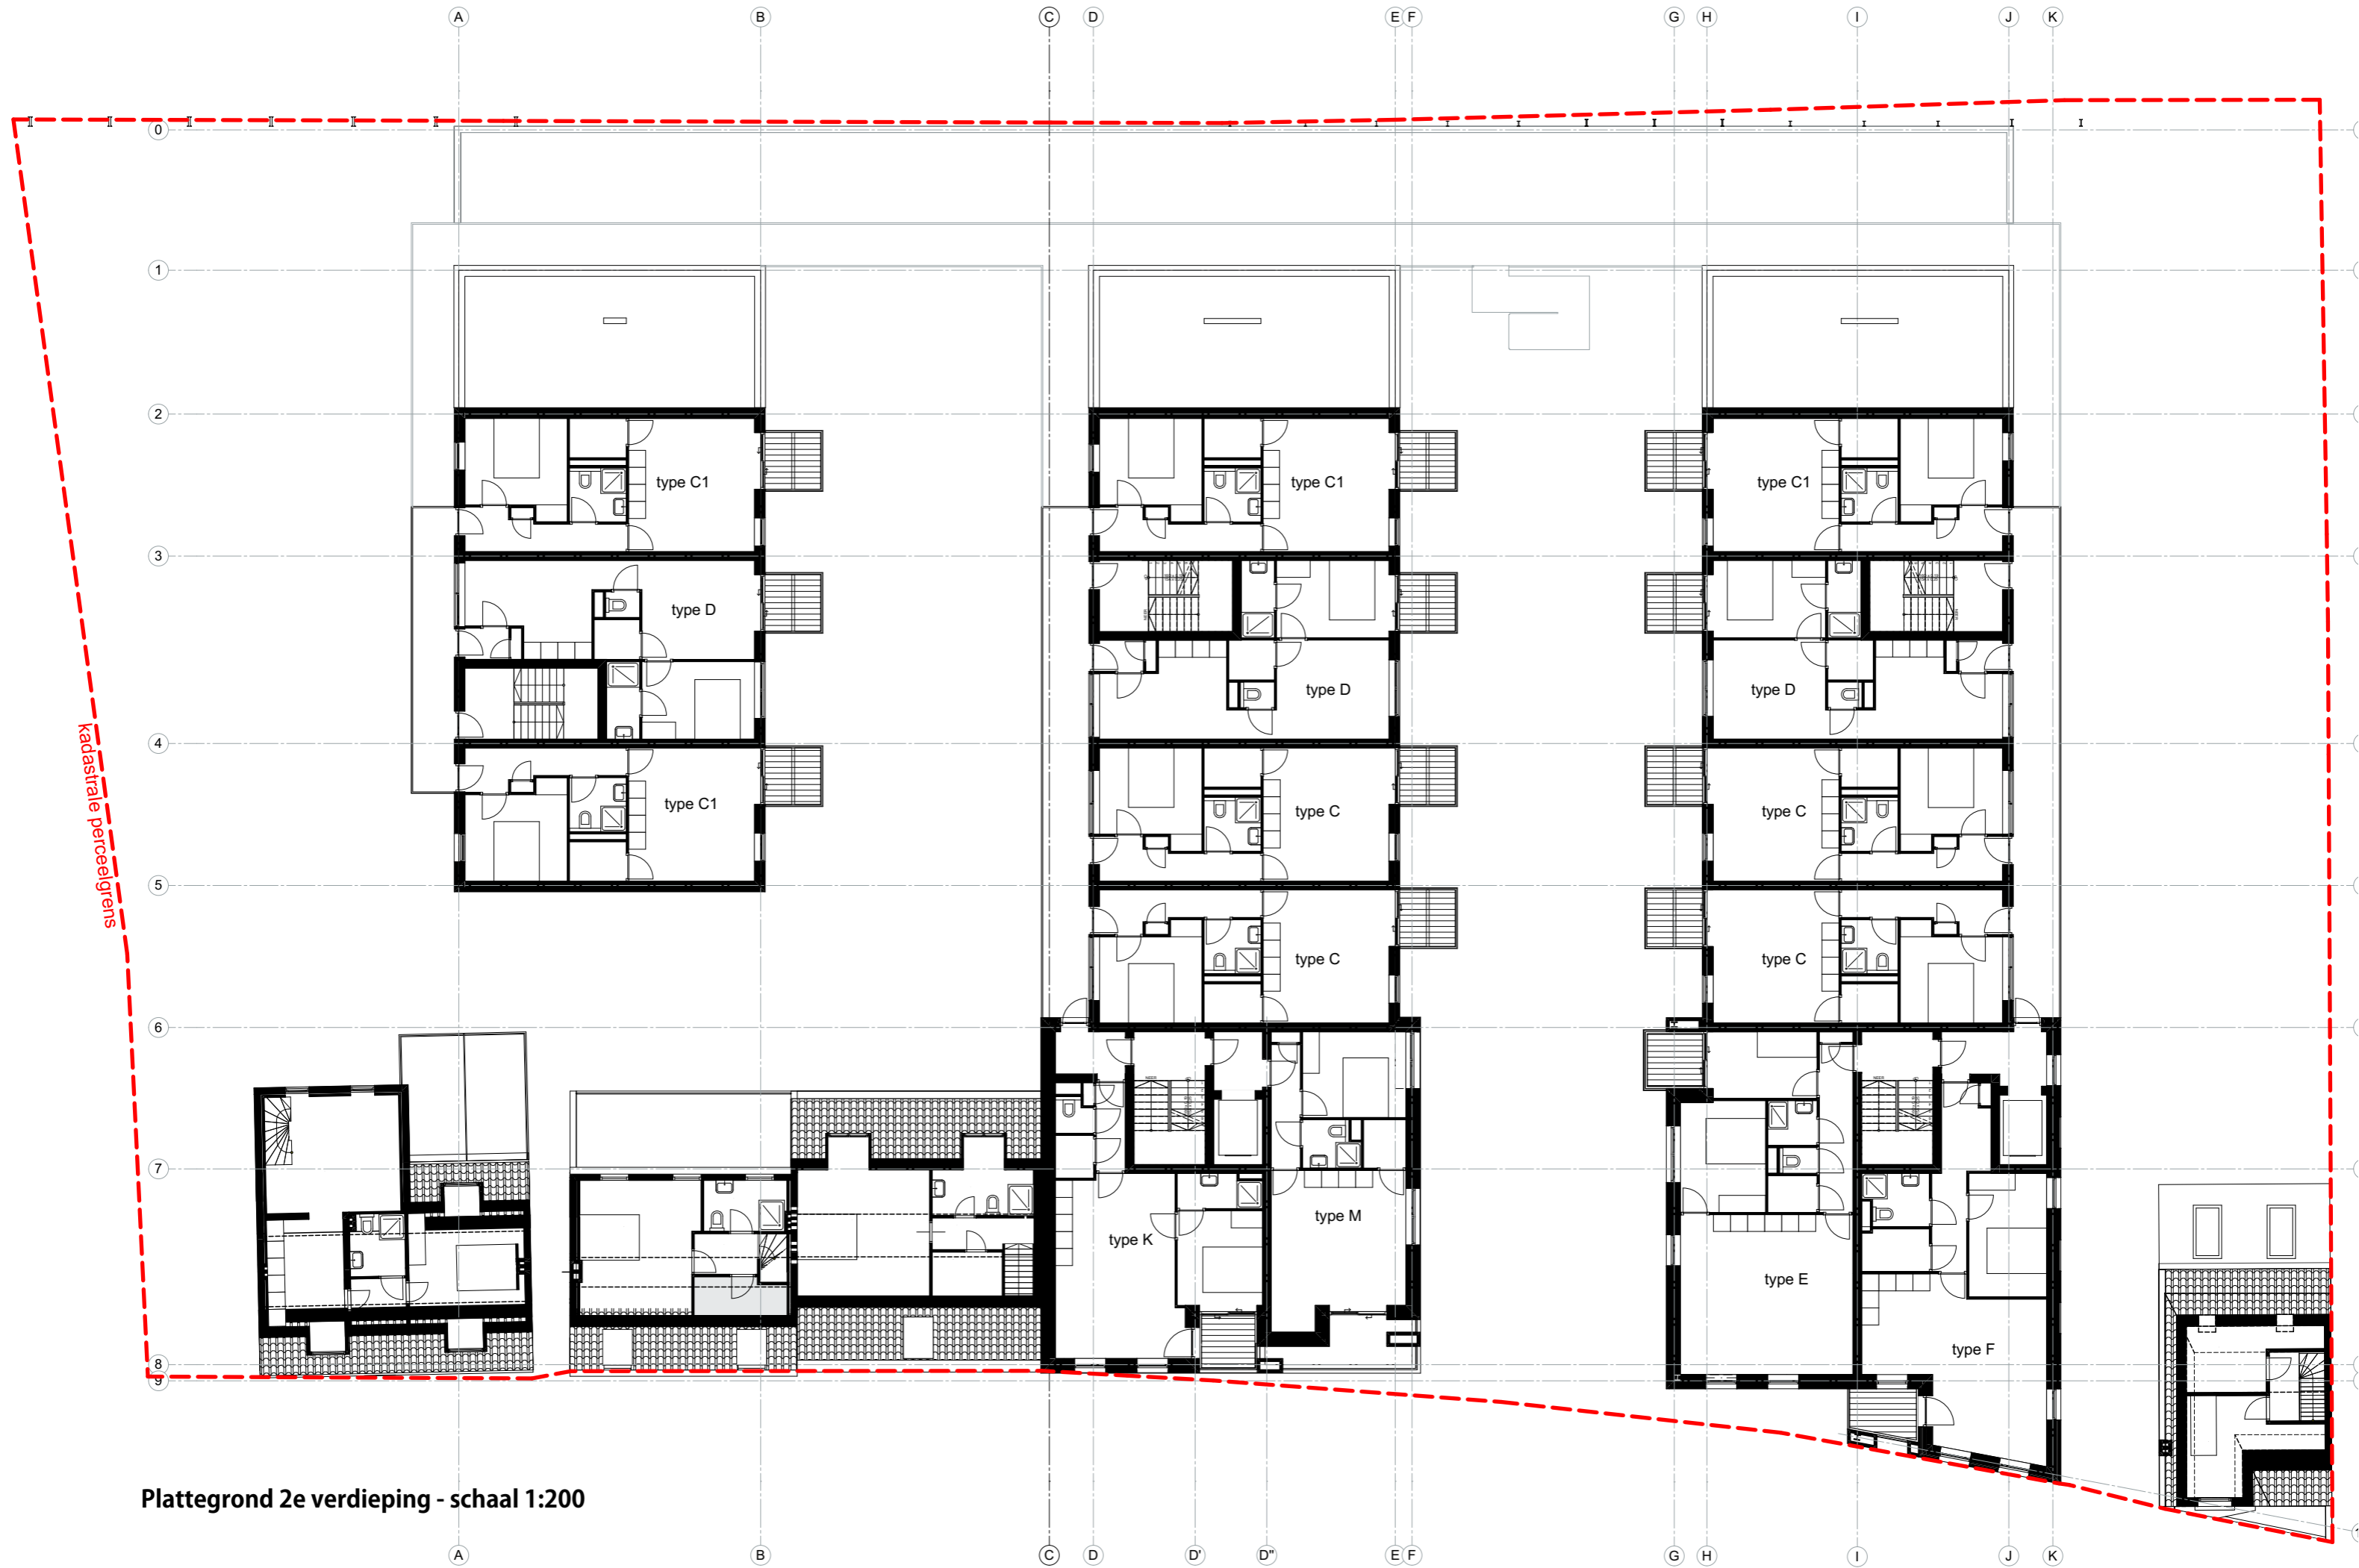 A B C D E F G H I J K
0
1
2
type C1 type C1 type C1
3
type D
type D type D
4
kadastrale perceelgrens
type C1 type C type C
5
type C type C
6
7
type M
type K
type E
type F
8
9
Plattegrond 2e verdieping - schaal 1:200
A B C D D' D" E F G H I J K